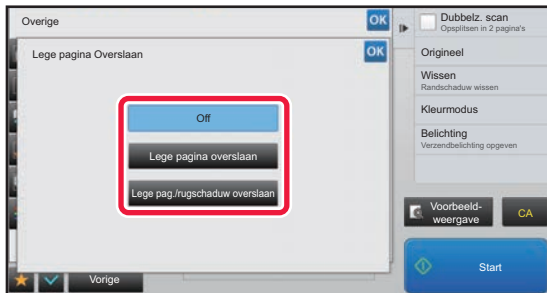 Overige
OK
Lege pagina Overslaan
OK
Off
Lege pagina overslaan
Lege pag./rugschaduw overslaan
Vorige
Dubbelz. scan
Opsplitsen in 2 pagina's
Origineel
Wissen
Randschaduw wissen
Kleurmodus
Belichting
Verzendbelichting opgeven
Voorbeeld-
weergave
CA
Start